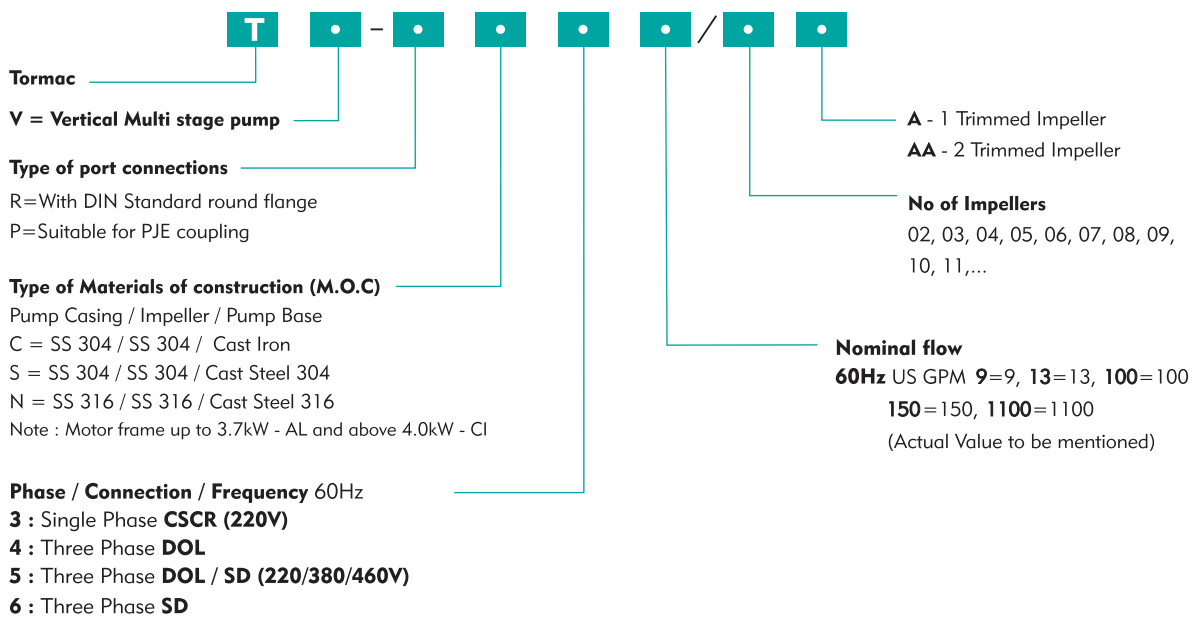 T • – • • • • / • •
Tormac
V = Vertical Multi stage pump
Type of port connections
R=With DIN Standard round flange
P=Suitable for PJE coupling
Type of Materials of construction (M.O.C)
Pump Casing / Impeller / Pump Base
C = SS 304 / SS 304 / Cast Iron
S = SS 304 / SS 304 / Cast Steel 304
N = SS 316 / SS 316 / Cast Steel 316
Note : Motor frame up to 3.7kW - AL and above 4.0kW - CI
Phase / Connection / Frequency 60Hz
3 : Single Phase CSCR (220V)
4 : Three Phase DOL
5 : Three Phase DOL / SD (220/380/460V)
6 : Three Phase SD
A - 1 Trimmed Impeller
AA - 2 Trimmed Impeller
No of Impellers
02, 03, 04, 05, 06, 07, 08, 09,
10, 11,...
Nominal flow
60Hz US GPM 9=9, 13=13, 100=100
150=150, 1100=1100
(Actual Value to be mentioned)